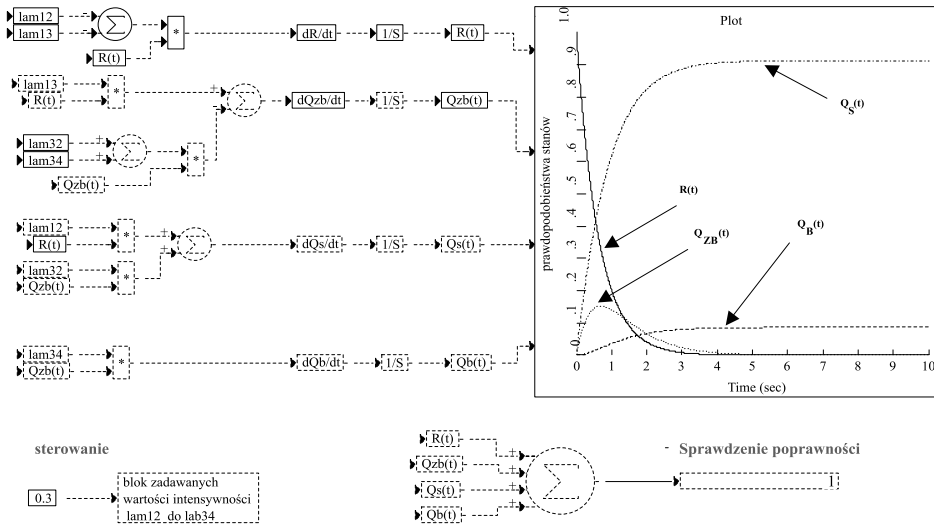 lam12
lam13
R(t)
-
-
Σ
*
dR/dt
1/S
R(t)
lam13
R(t)
*
+
-
Σ
dQzb/dt
1/S
Qzb(t)
lam32
lam34
+
+
Σ
*
Qzb(t)
lam12
R(t)
*
lam32
Qzb(t)
*
+
+
Σ
dQs/dt
1/S
Qs(t)
lam34
Qzb(t)
*
dQb/dt
1/S
Qb(t)
Plot
prawdopodobieństwa stanów
1.0
.9
.8
.7
.6
.5
.4
.3
.2
.1
0
Q_S(t)
R(t)
Q_ZB(t)
Q_B(t)
0 1 2 3 4 5 6 7 8 9 10
Time (sec)
sterowanie
0.3
blok zadawanych
wartości intensywności
lam12 do lab34
R(t)
Qzb(t)
Qs(t)
Qb(t)
+
+
+
+
Σ
- Sprawdzenie poprawności
1